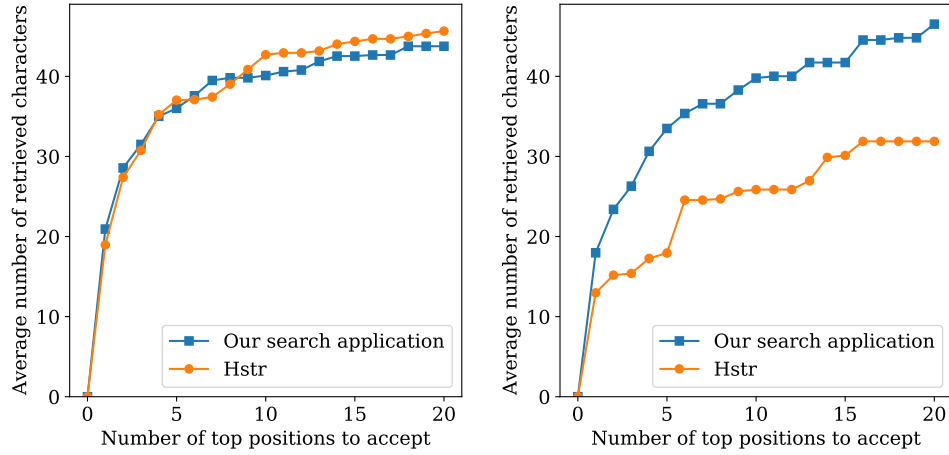 Average number of retrieved characters
40
30
20
10
0
Our search application
Hstr
0 5 10 15 20
Number of top positions to accept
Average number of retrieved characters
40
30
20
10
0
Our search application
Hstr
0 5 10 15 20
Number of top positions to accept